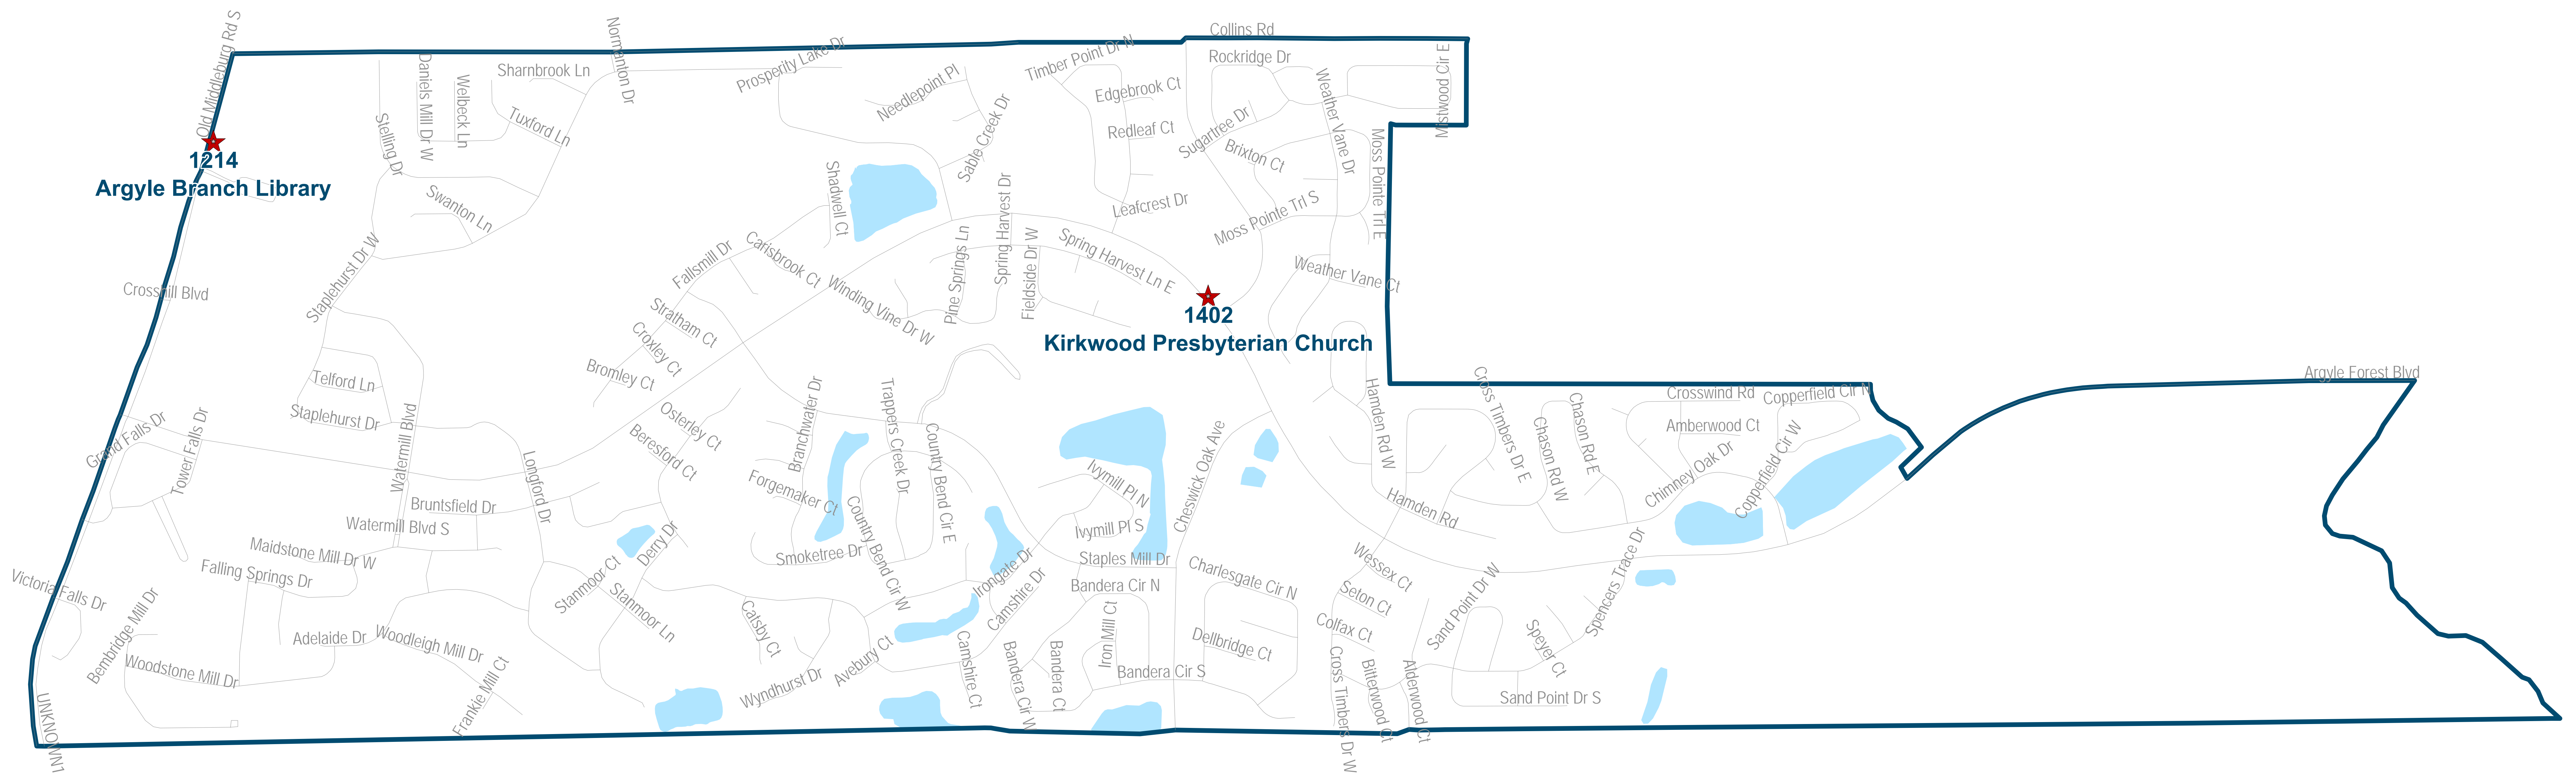 Old Middleburg Rd S
1214
Argyle Branch Library
Crosshill Blvd
Stelling Dr
Daniels Mill Dr W
Welbeck Ln
Sharnbrook Ln
Tuxford Ln
Normanton Dr
Swanton Ln
Staplehurst Dr W
Prosperity Lake Dr
Needlepoint Pl
Sable Creek Dr
Timber Point Dr N
Edgebrook Ct
Redleaf Ct
Leafcrest Dr
Collins Rd
Rockridge Dr
Sugartree Dr
Brixton Ct
Weather Vane Dr
Moss Pointe Trl E
Moss Pointe Trl S
Mistwood Cir E
Weather Vane Ct
Shadwell Ct
Carisbrook Ct
Fallsmill Dr
Winding Vine Dr W
Pine Springs Ln
Spring Harvest Dr
Fieldside Dr W
Spring Harvest Ln E
1402
Kirkwood Presbyterian Church
Stratham Ct
Croxley Ct
Bromley Ct
Telford Ln
Staplehurst Dr
Watermill Blvd
Grand Falls Dr
Tower Falls Dr
Osterley Ct
Beresford Ct
Longford Dr
Branchwater Dr
Trappers Creek Dr
Country Bend Cir E
Forgemaker Ct
Country Bend Cir W
Smoketree Dr
Bruntsfield Dr
Watermill Blvd S
Maidstone Mill Dr W
Falling Springs Dr
Victoria Falls Dr
Bembridge Mill Dr
Woodstone Mill Dr
Adelaide Dr
Woodleigh Mill Dr
Frankie Mill Ct
UNKNOWN1
Stanmoor Ct
Derry Dr
Stanmoor Ln
Catsby Ct
Wyndhurst Dr
Avebury Ct
Irongate Dr
Camshire Dr
Camshire Ct
Ivymill Pl N
Ivymill Pl S
Staples Mill Dr
Bandera Cir N
Iron Mill Ct
Bandera Cir W
Bandera Ct
Bandera Cir S
Cheswick Oak Ave
Charlesgate Cir N
Dellbridge Ct
Hamden Rd W
Hamden Rd
Cross Timbers Dr E
Chason Rd W
Chason Rd E
Crosswind Rd
Amberwood Ct
Copperfield Cir N
Copperfield Cir W
Chimney Oak Dr
Argyle Forest Blvd
Wessex Ct
Seton Ct
Colfax Ct
Cross Timbers Dr W
Bitterwood Ct
Alderwood Ct
Sand Point Dr W
Speyer Ct
Spencers Trace Dr
Sand Point Dr S